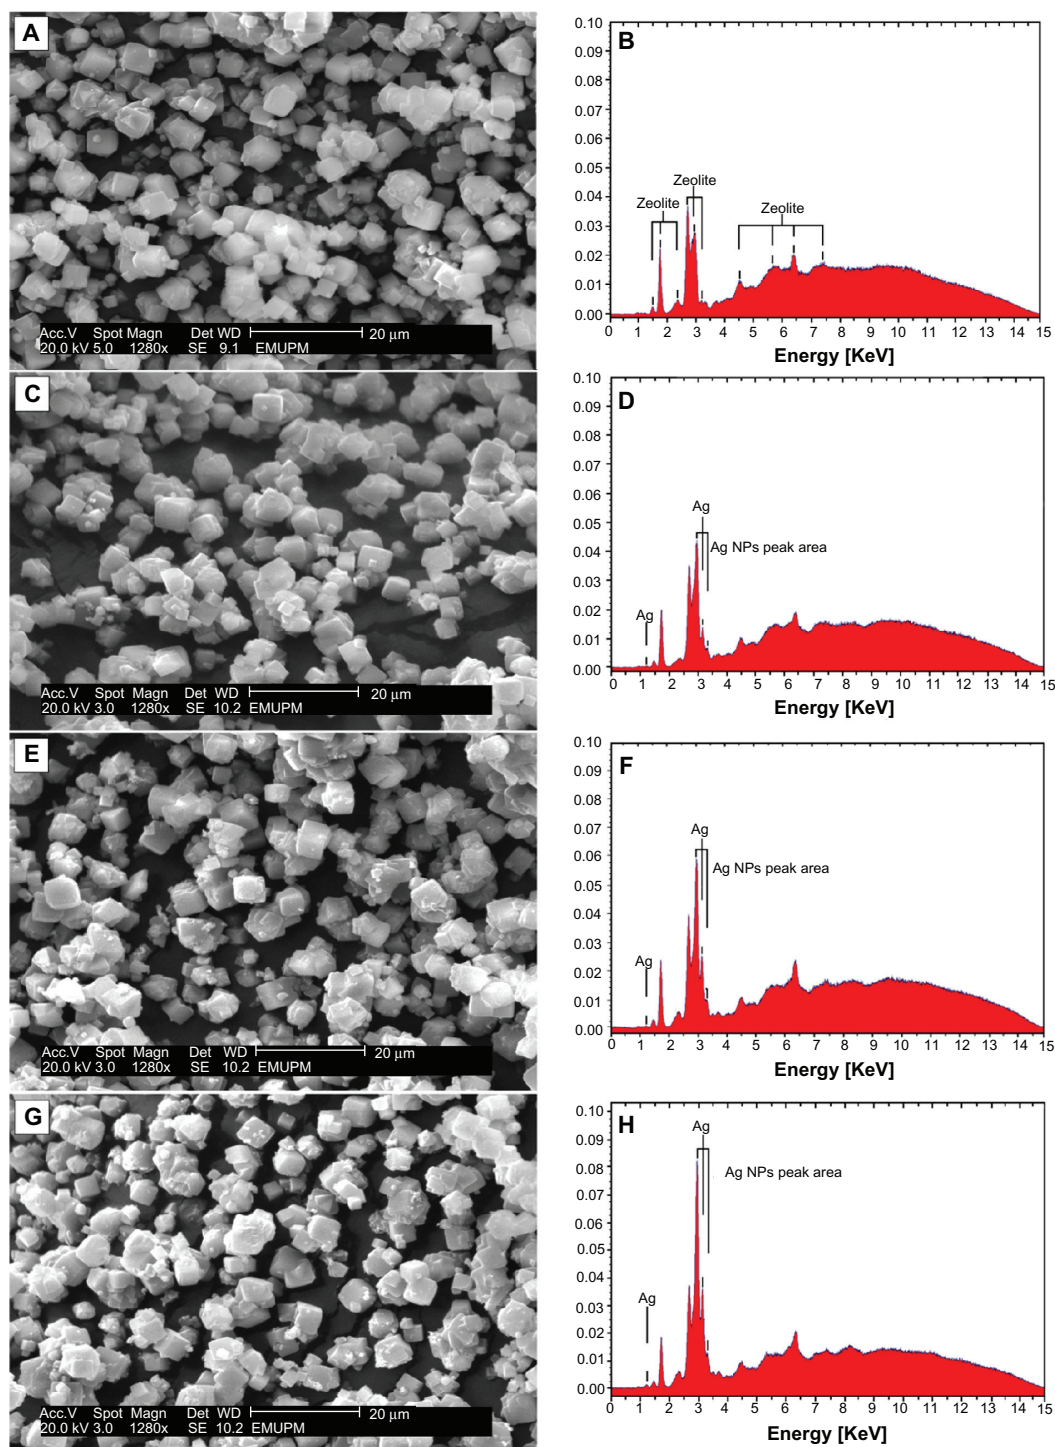 A
Acc.V Spot Magn Det WD 20 μm
20.0 kV 5.0 1280x SE 9.1 EMUPM
B
0.10
0.09
0.08
0.07
0.06
0.05
0.04
0.03
0.02
0.01
0.00
Zeolite
Zeolite
Zeolite
0 1 2 3 4 5 6 7 8 9 10 11 12 13 14 15
Energy [KeV]
C
Acc.V Spot Magn Det WD 20 μm
20.0 kV 3.0 1280x SE 10.2 EMUPM
D
0.10
0.09
0.08
0.07
0.06
0.05
0.04
0.03
0.02
0.01
0.00
Ag
Ag NPs peak area
Ag
0 1 2 3 4 5 6 7 8 9 10 11 12 13 14 15
Energy [KeV]
E
Acc.V Spot Magn Det WD 20 μm
20.0 kV 3.0 1280x SE 10.2 EMUPM
F
0.10
0.09
0.08
0.07
0.06
0.05
0.04
0.03
0.02
0.01
0.00
Ag
Ag NPs peak area
Ag
0 1 2 3 4 5 6 7 8 9 10 11 12 13 14 15
Energy [KeV]
G
Acc.V Spot Magn Det WD 20 μm
20.0 kV 3.0 1280x SE 10.2 EMUPM
H
0.10
0.09
0.08
0.07
0.06
0.05
0.04
0.03
0.02
0.01
0.00
Ag
Ag NPs peak area
Ag
0 1 2 3 4 5 6 7 8 9 10 11 12 13 14 15
Energy [KeV]